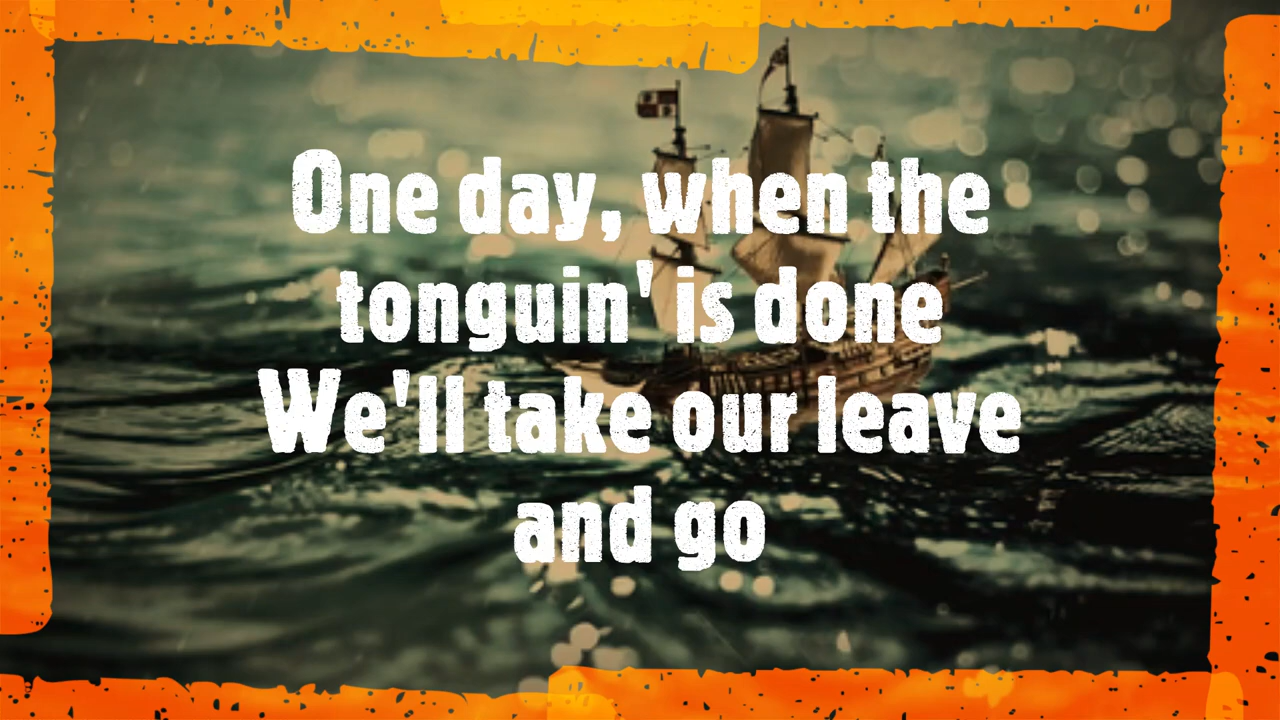 One day, when the
tonguin' is done
We'll take our leave
and go